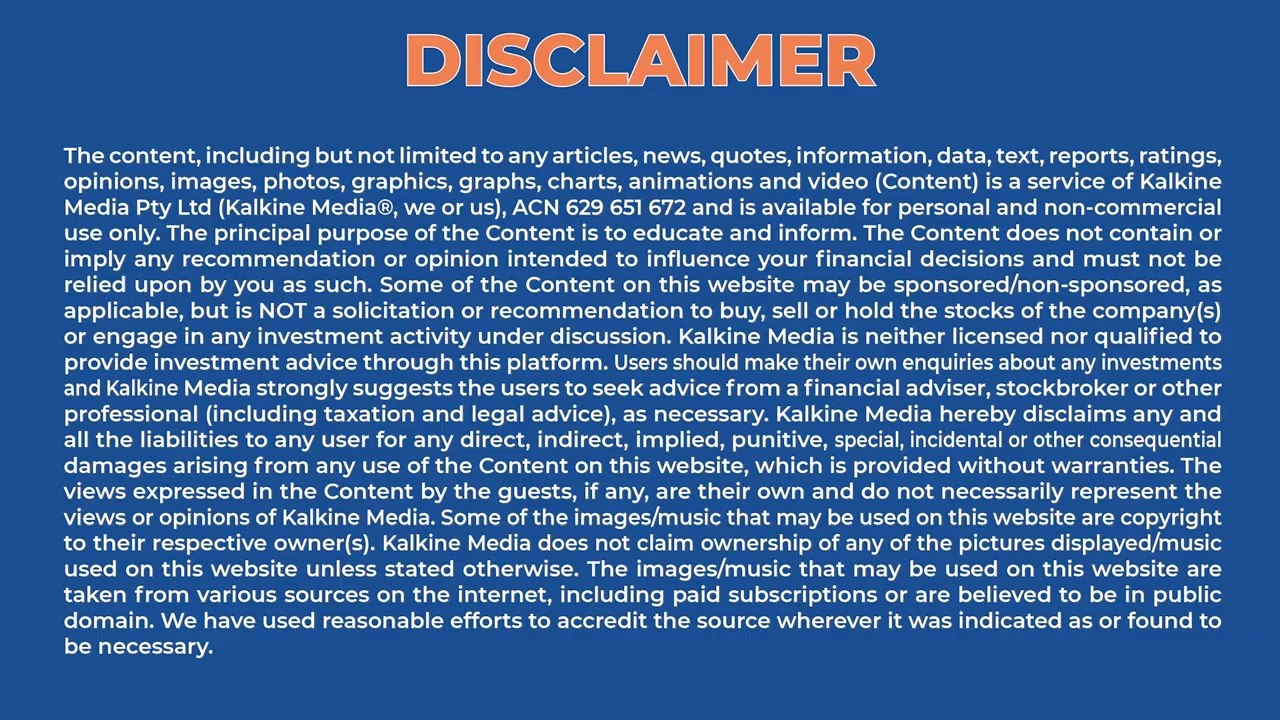 DISCLAIMER
The content, including but not limited to any articles, news, quotes, information, data, text, reports, ratings,
opinions, images, photos, graphics, graphs, charts, animations and video (Content) is a service of Kalkine
Media Pty Ltd (Kalkine Media®, we or us), ACN 629 651 672 and is available for personal and non-commercial
use only. The principal purpose of the Content is to educate and inform. The Content does not contain or
imply any recommendation or opinion intended to influence your financial decisions and must not be
relied upon by you as such. Some of the Content on this website may be sponsored/non-sponsored, as
applicable, but is NOT a solicitation or recommendation to buy, sell or hold the stocks of the company(s)
or engage in any investment activity under discussion. Kalkine Media is neither licensed nor qualified to
provide investment advice through this platform. Users should make their own enquiries about any investments
and Kalkine Media strongly suggests the users to seek advice from a financial adviser, stockbroker or other
professional (including taxation and legal advice), as necessary. Kalkine Media hereby disclaims any and
all the liabilities to any user for any direct, indirect, implied, punitive, special, incidental or other consequential
damages arising from any use of the Content on this website, which is provided without warranties. The
views expressed in the Content by the guests, if any, are their own and do not necessarily represent the
views or opinions of Kalkine Media. Some of the images/music that may be used on this website are copyright
to their respective owner(s). Kalkine Media does not claim ownership of any of the pictures displayed/music
used on this website unless stated otherwise. The images/music that may be used on this website are
taken from various sources on the internet, including paid subscriptions or are believed to be in public
domain. We have used reasonable efforts to accredit the source wherever it was indicated as or found to
be necessary.